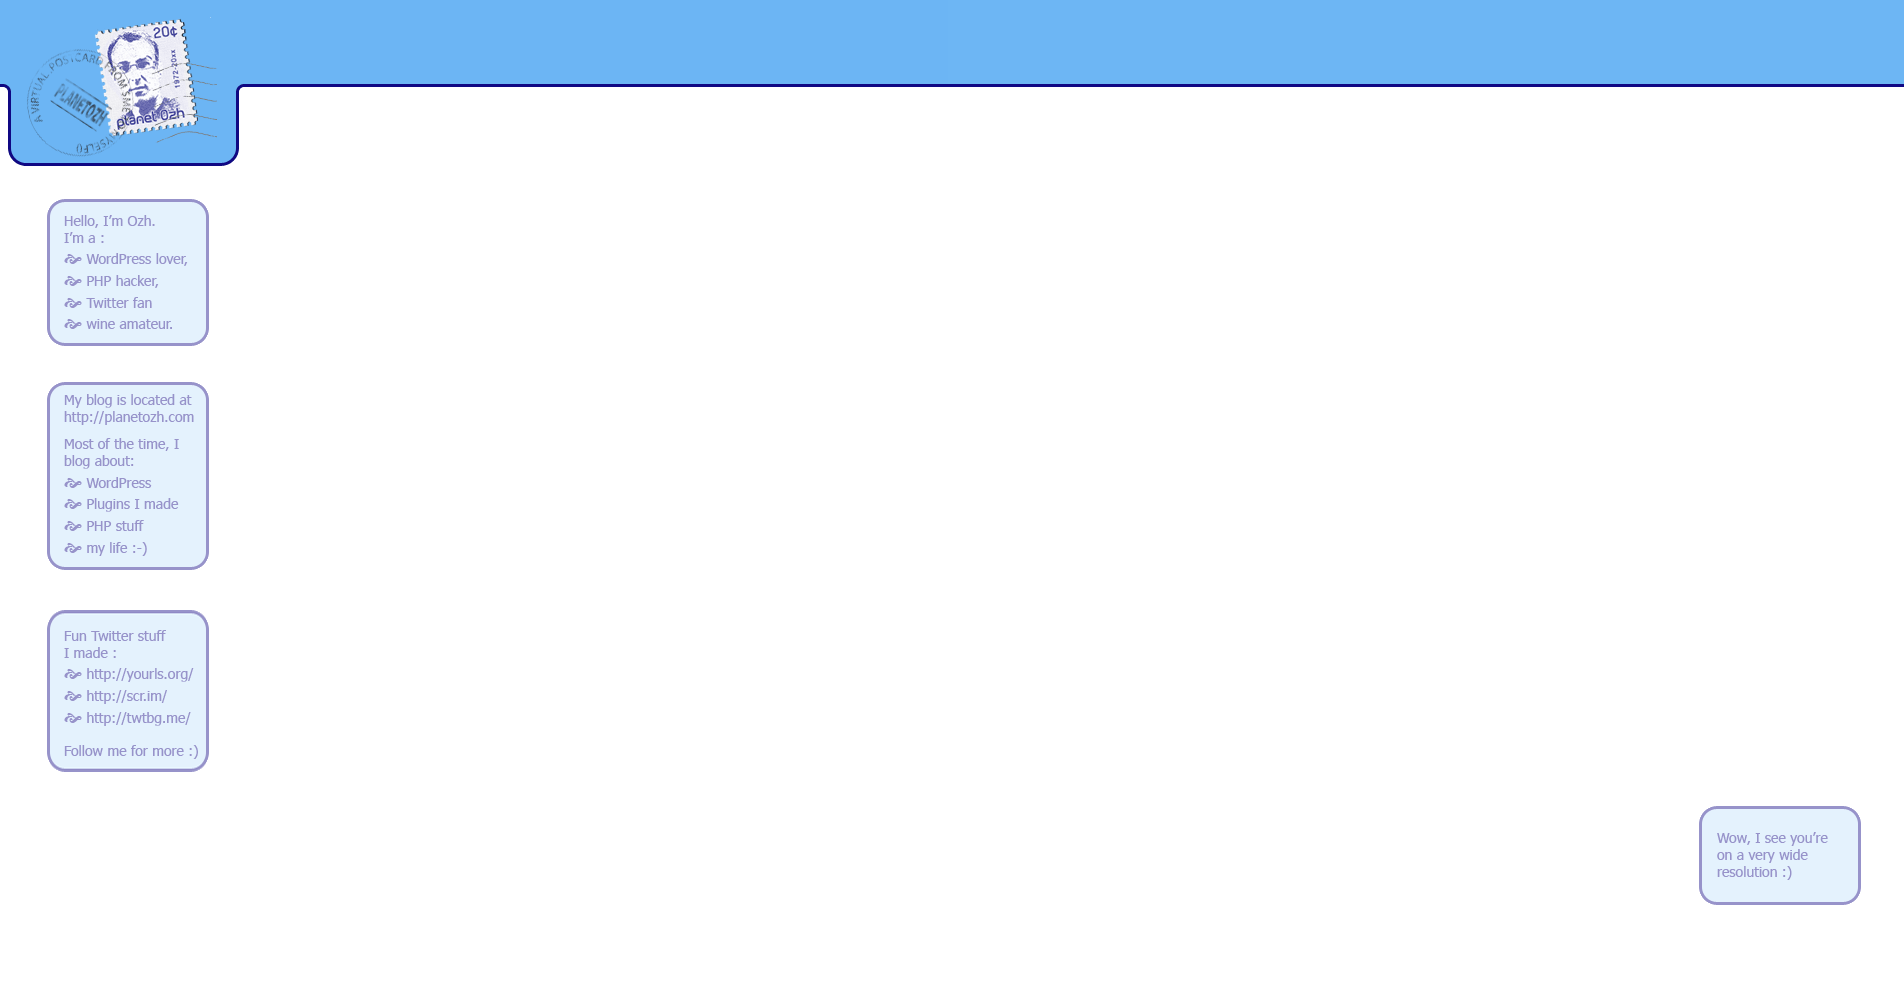 20¢
1972-20xx
planet Ozh
A VIRTUAL POSTCARD FROM
PLANETOZH
Hello, I'm Ozh.
I'm a :
WordPress lover,
PHP hacker,
Twitter fan
wine amateur.
My blog is located at
http://planetozh.com
Most of the time, I
blog about:
WordPress
Plugins I made
PHP stuff
my life :-)
Fun Twitter stuff
I made :
http://yourls.org/
http://scr.im/
http://twtbg.me/
Follow me for more :)
Wow, I see you're
on a very wide
resolution :)